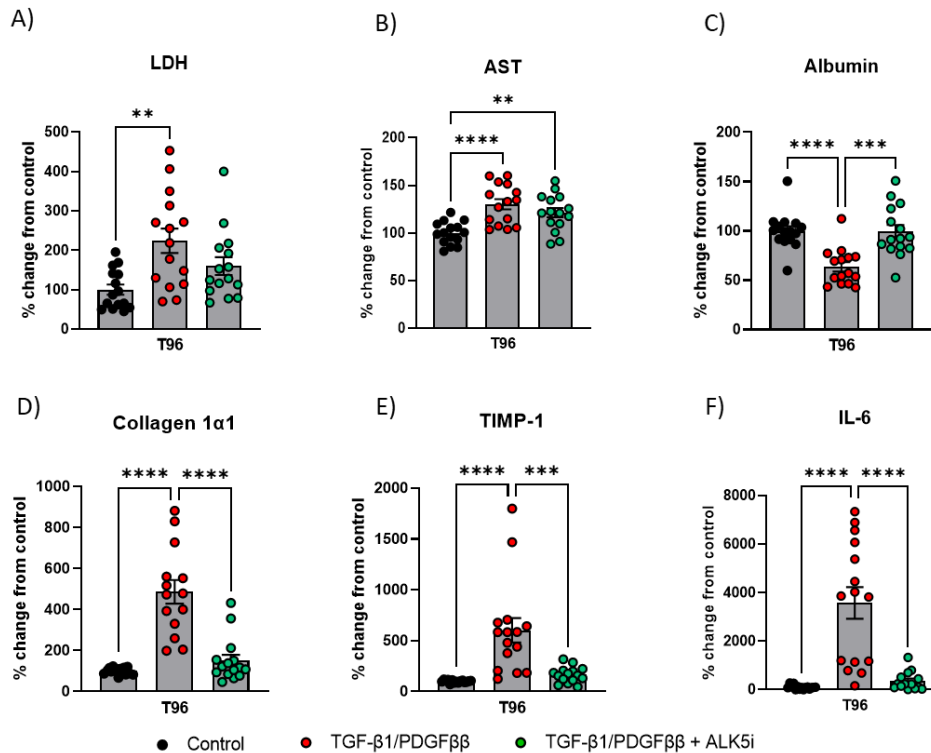 A)
LDH
**
% change from control
500
400
300
200
100
0
T96
B)
AST
**
****
% change from control
200
150
100
50
0
T96
C)
Albumin
**** ***
% change from control
200
150
100
50
0
T96
D)
Collagen 1α1
**** ****
% change from control
1000
800
600
400
200
0
T96
E)
TIMP-1
**** ***
% change from control
2000
1500
1000
500
0
T96
F)
IL-6
**** ****
% change from control
8000
6000
4000
2000
0
T96
Control TGF-β1/PDGFββ TGF-β1/PDGFββ + ALK5i